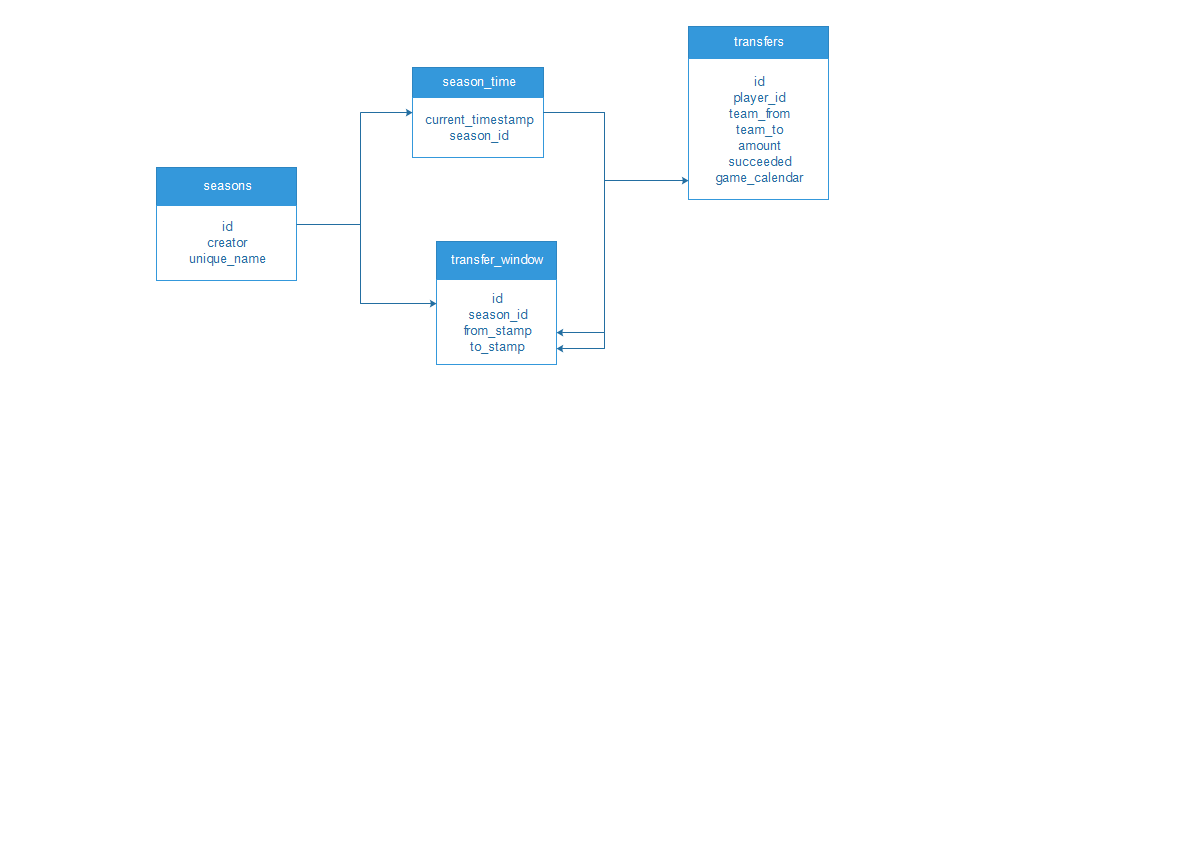 seasons
id
creator
unique_name
season_time
current_timestamp
season_id
transfer_window
id
season_id
from_stamp
to_stamp
transfers
id
player_id
team_from
team_to
amount
succeeded
game_calendar